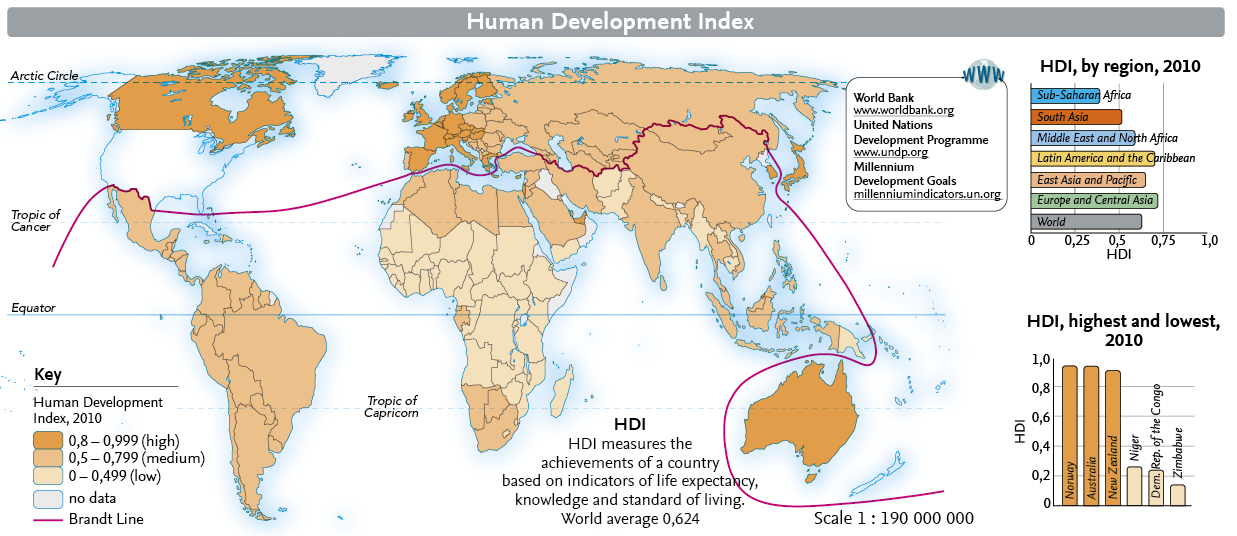 Human Development Index
Arctic Circle
Tropic of
Cancer
Equator
Tropic of
Capricorn
WWW
World Bank
www.worldbank.org
United Nations
Development Programme
www.undp.org
Millennium
Development Goals
millenniumindicators.un.org
HDI, by region, 2010
Sub-Saharan Africa
South Asia
Middle East and North Africa
Latin America and the Caribbean
East Asia and Pacific
Europe and Central Asia
World
0 0,25 0,5 0,75 1,0
HDI
Key
Human Development
Index, 2010
0,8 – 0,999 (high)
0,5 – 0,799 (medium)
0 – 0,499 (low)
no data
Brandt Line
HDI
HDI measures the
achievements of a country
based on indicators of life expectancy,
knowledge and standard of living.
World average 0,624
Scale 1 : 190 000 000
HDI, highest and lowest,
2010
1,0
0,8
0,6
0,4
0,2
0
HDI
Norway
Australia
New Zealand
Niger
Dem. Rep. of the Congo
Zimbabwe